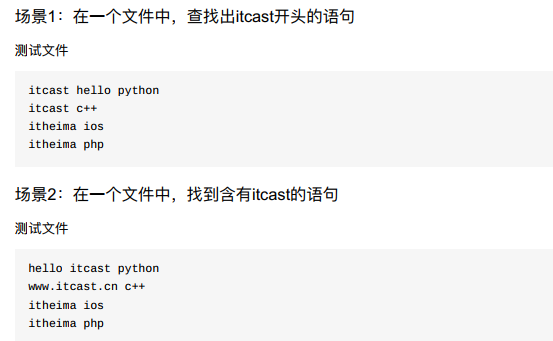 场景1：在一个文件中，查找出itcast开头的语句
测试文件
itcast hello python
itcast c++
itheima ios
itheima php
场景2：在一个文件中，找到含有itcast的语句
测试文件
hello itcast python
www.itcast.cn c++
itheima ios
itheima php